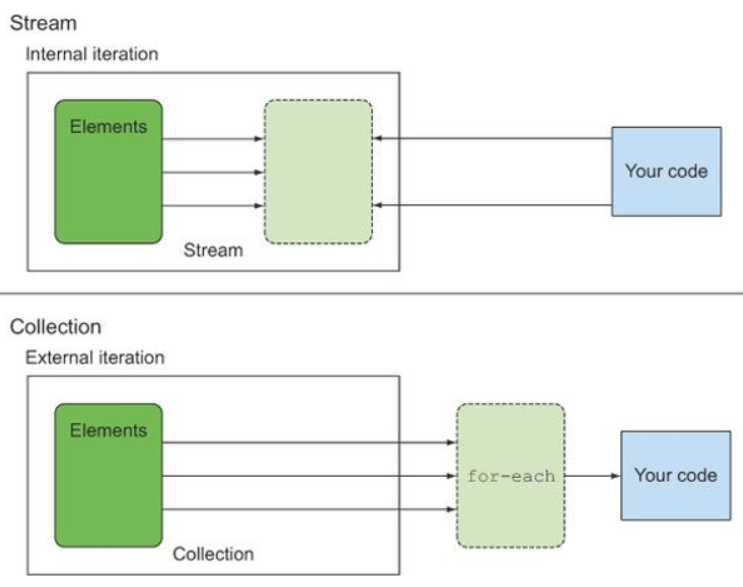 Stream
Internal iteration
Elements
Your code
Stream
Collection
External iteration
Elements
for-each
Your code
Collection